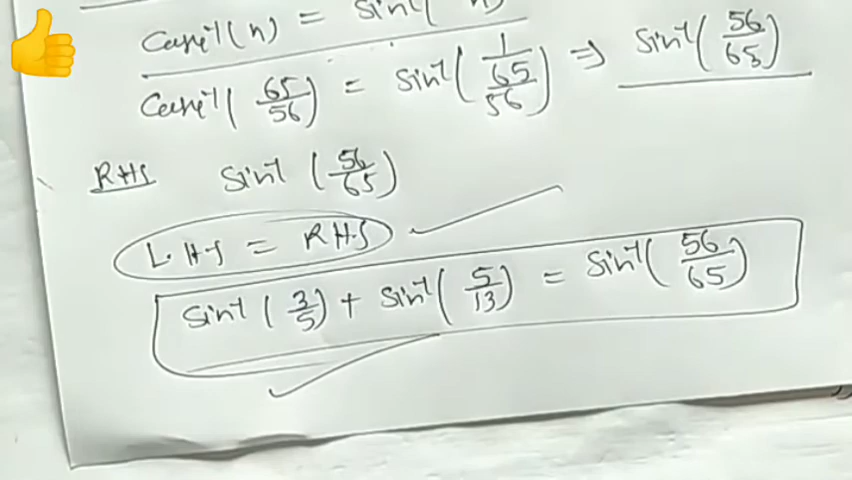 Cosec⁻¹(n) = Sin⁻¹(
Cosec⁻¹(65/56) = Sin⁻¹(1/(65/56)) ⇒ Sin⁻¹(56/65)
RHS Sin⁻¹(56/65)
L.H.S = RHS
Sin⁻¹(3/5) + Sin⁻¹(5/13) = Sin⁻¹(56/65)